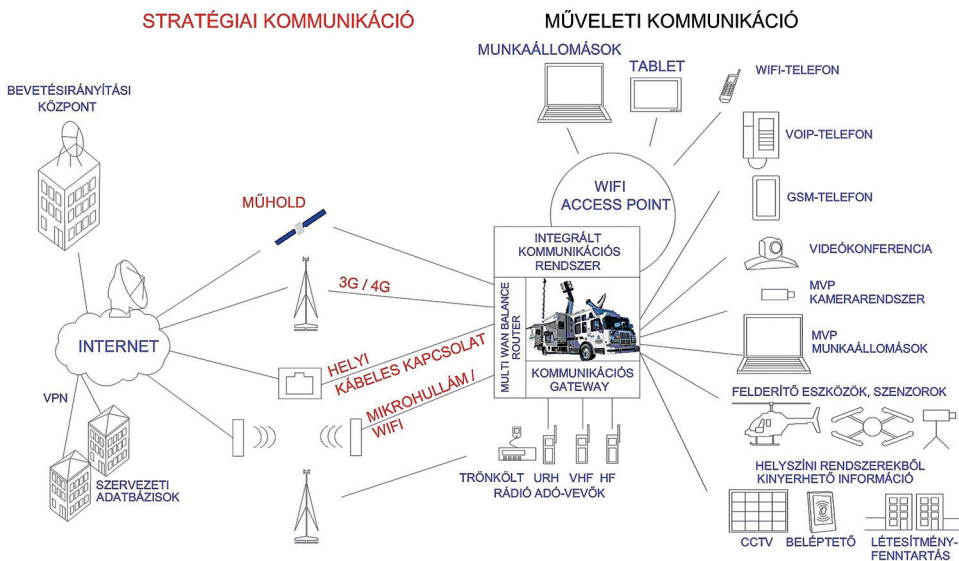 STRATÉGIAI KOMMUNIKÁCIÓ
MŰVELETI KOMMUNIKÁCIÓ
BEVETÉSIRÁNYÍTÁSI
KÖZPONT
MŰHOLD
3G / 4G
INTERNET
HELYI
KÁBELES KAPCSOLAT
MIKROHULLÁM /
WIFI
VPN
SZERVEZETI
ADATBÁZISOK
MUNKAÁLLOMÁSOK
TABLET
WIFI-TELEFON
WIFI
ACCESS POINT
VOIP-TELEFON
GSM-TELEFON
INTEGRÁLT
KOMMUNIKÁCIÓS
RENDSZER
MULTI WAN BALANCE
ROUTER
KOMMUNIKÁCIÓS
GATEWAY
VIDEÓKONFERENCIA
MVP
KAMERARENDSZER
MVP
MUNKAÁLLOMÁSOK
TRÖNKÖLT URH VHF HF
RÁDIÓ ADÓ-VEVŐK
FELDERÍTŐ ESZKÖZÖK, SZENZOROK
HELYSZÍNI RENDSZEREKBŐL
KINYERHETŐ INFORMÁCIÓ
CCTV BELÉPTETŐ LÉTESÍTMÉNY-
FENNTARTÁS